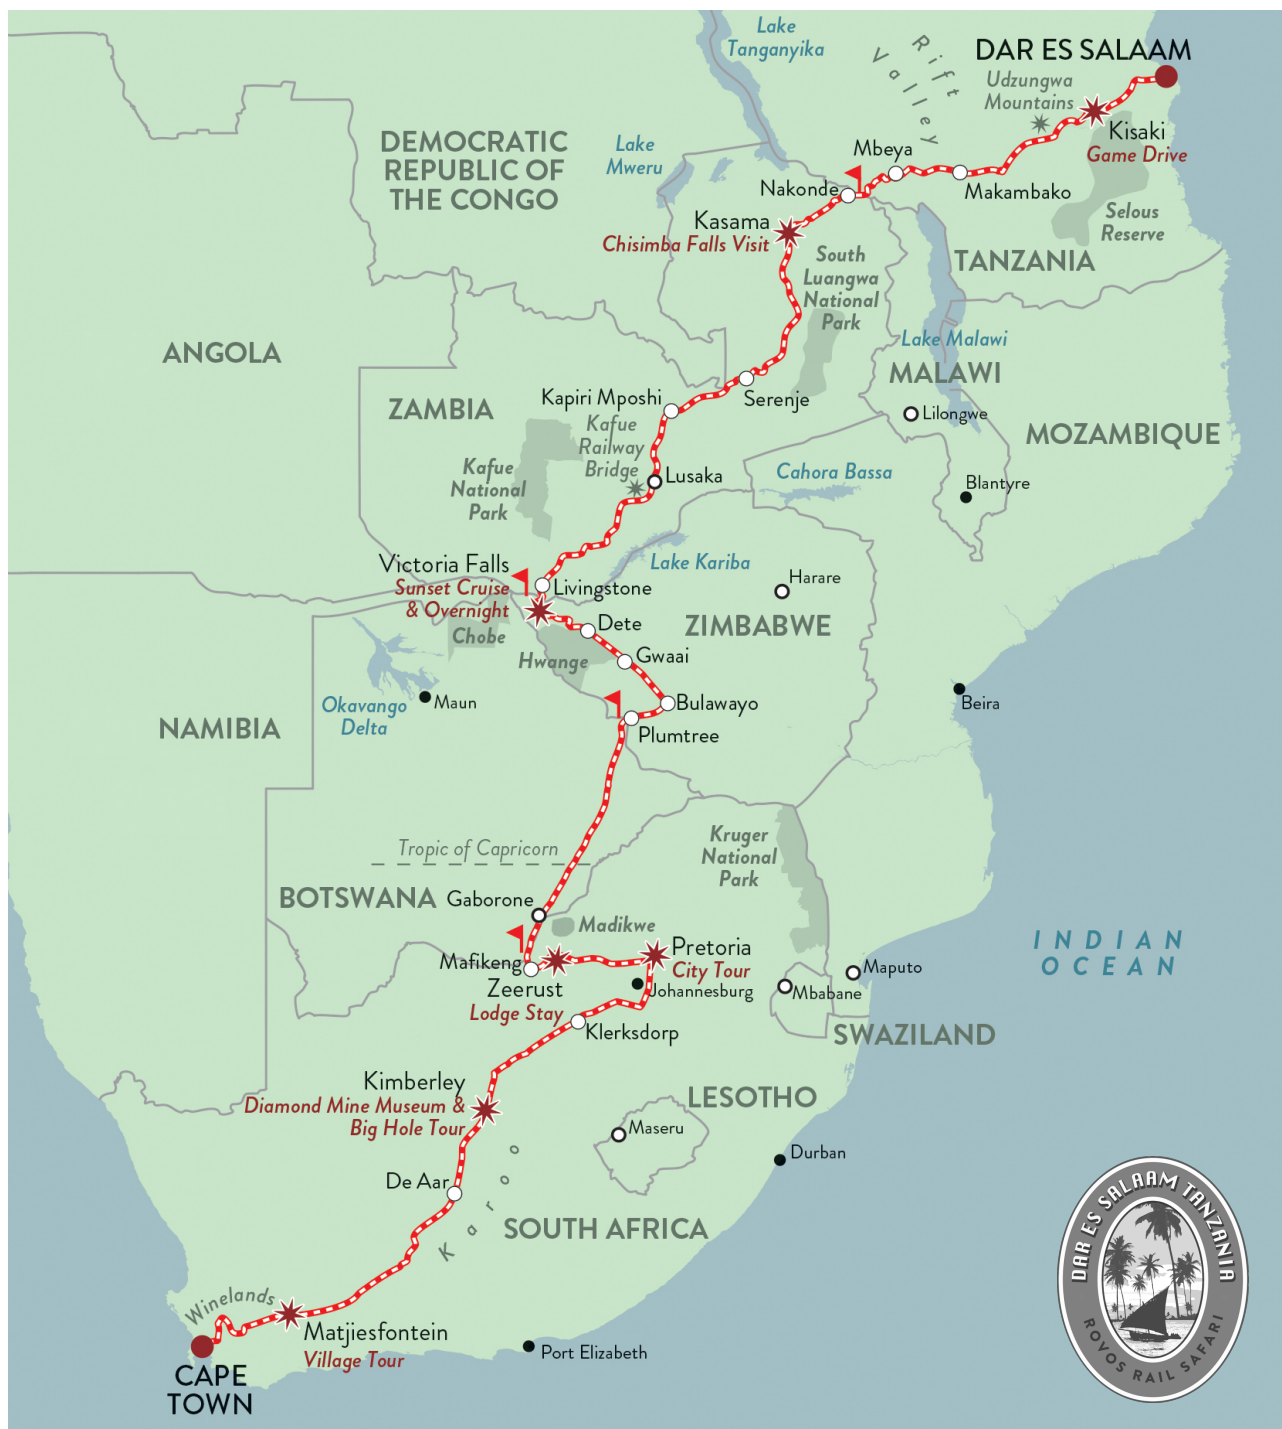 Lake
Tanganyika
Rift
Valley
DAR ES SALAAM
Udzungwa
Mountains
Kisaki
Game Drive
DEMOCRATIC
REPUBLIC OF
THE CONGO
Lake
Mweru
Mbeya
Nakonde
Makambako
Selous
Reserve
Kasama
Chisimba Falls Visit
South
Luangwa
National
Park
TANZANIA
ANGOLA
Lake Malawi
MALAWI
ZAMBIA
Kapiri Mposhi
Serenje
Lilongwe
MOZAMBIQUE
Kafue
Railway
Bridge
Kafue
National
Park
Lusaka
Cahora Bassa
Blantyre
Victoria Falls
Sunset Cruise
& Overnight
Livingstone
Lake Kariba
Harare
ZIMBABWE
Chobe
Dete
Hwange
Gwaai
Okavango
Delta
Maun
Bulawayo
Beira
NAMIBIA
Plumtree
Tropic of Capricorn
Kruger
National
Park
BOTSWANA
Gaborone
Madikwe
Mafikeng
Zeerust
Lodge Stay
Pretoria
City Tour
Johannesburg
Maputo
Mbabane
INDIAN
OCEAN
SWAZILAND
Klerksdorp
Kimberley
Diamond Mine Museum &
Big Hole Tour
LESOTHO
Maseru
Durban
De Aar
Karoo
SOUTH AFRICA
Winelands
Matjiesfontein
Village Tour
Port Elizabeth
CAPE
TOWN
DAR ES SALAAM TANZANIA
ROVOS RAIL SAFARI